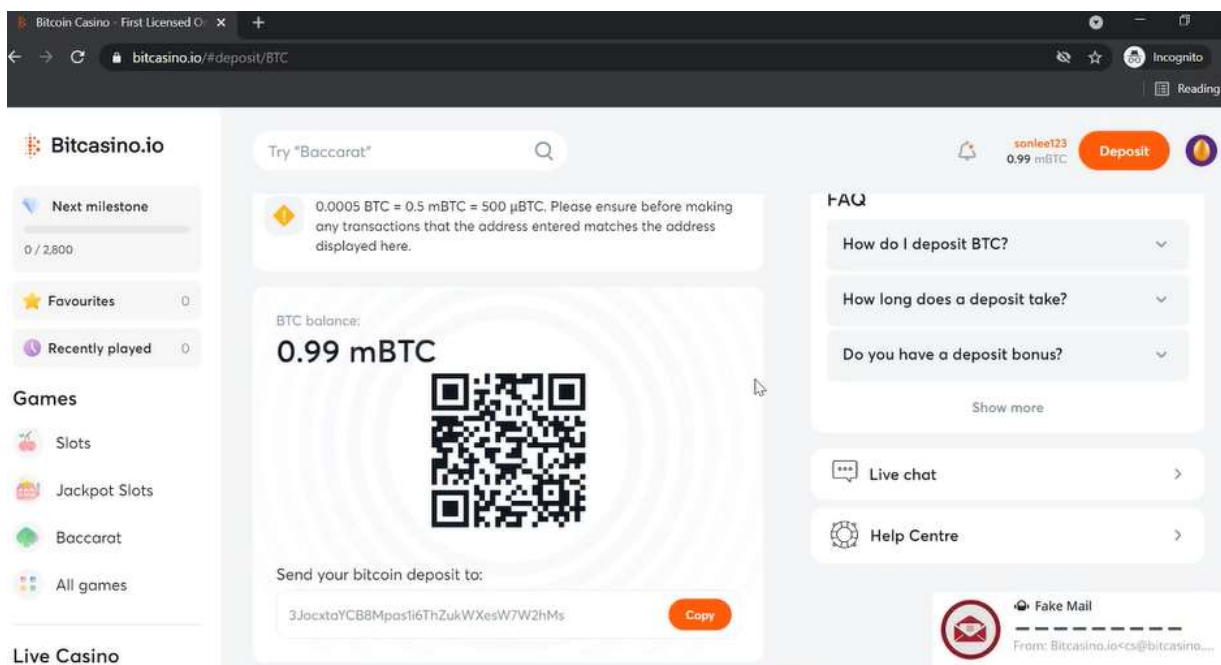 Bitcoin Casino - First Licensed O
bitcasino.io/#deposit/BTC
Incognito
Reading
Bitcasino.io
Try "Baccarat"
sonlee123
0.99 mBTC
Deposit
Next milestone
0 / 2,800
Favourites 0
Recently played 0
Games
Slots
Jackpot Slots
Baccarat
All games
Live Casino
0.0005 BTC = 0.5 mBTC = 500 µBTC. Please ensure before making
any transactions that the address entered matches the address
displayed here.
BTC balance:
0.99 mBTC
Send your bitcoin deposit to:
3JocxtaYCB8Mpas1i6ThZukWXesW7W2hMs
Copy
FAQ
How do I deposit BTC?
How long does a deposit take?
Do you have a deposit bonus?
Show more
Live chat
Help Centre
Fake Mail
From: Bitcasino.io<cs@bitcasino....